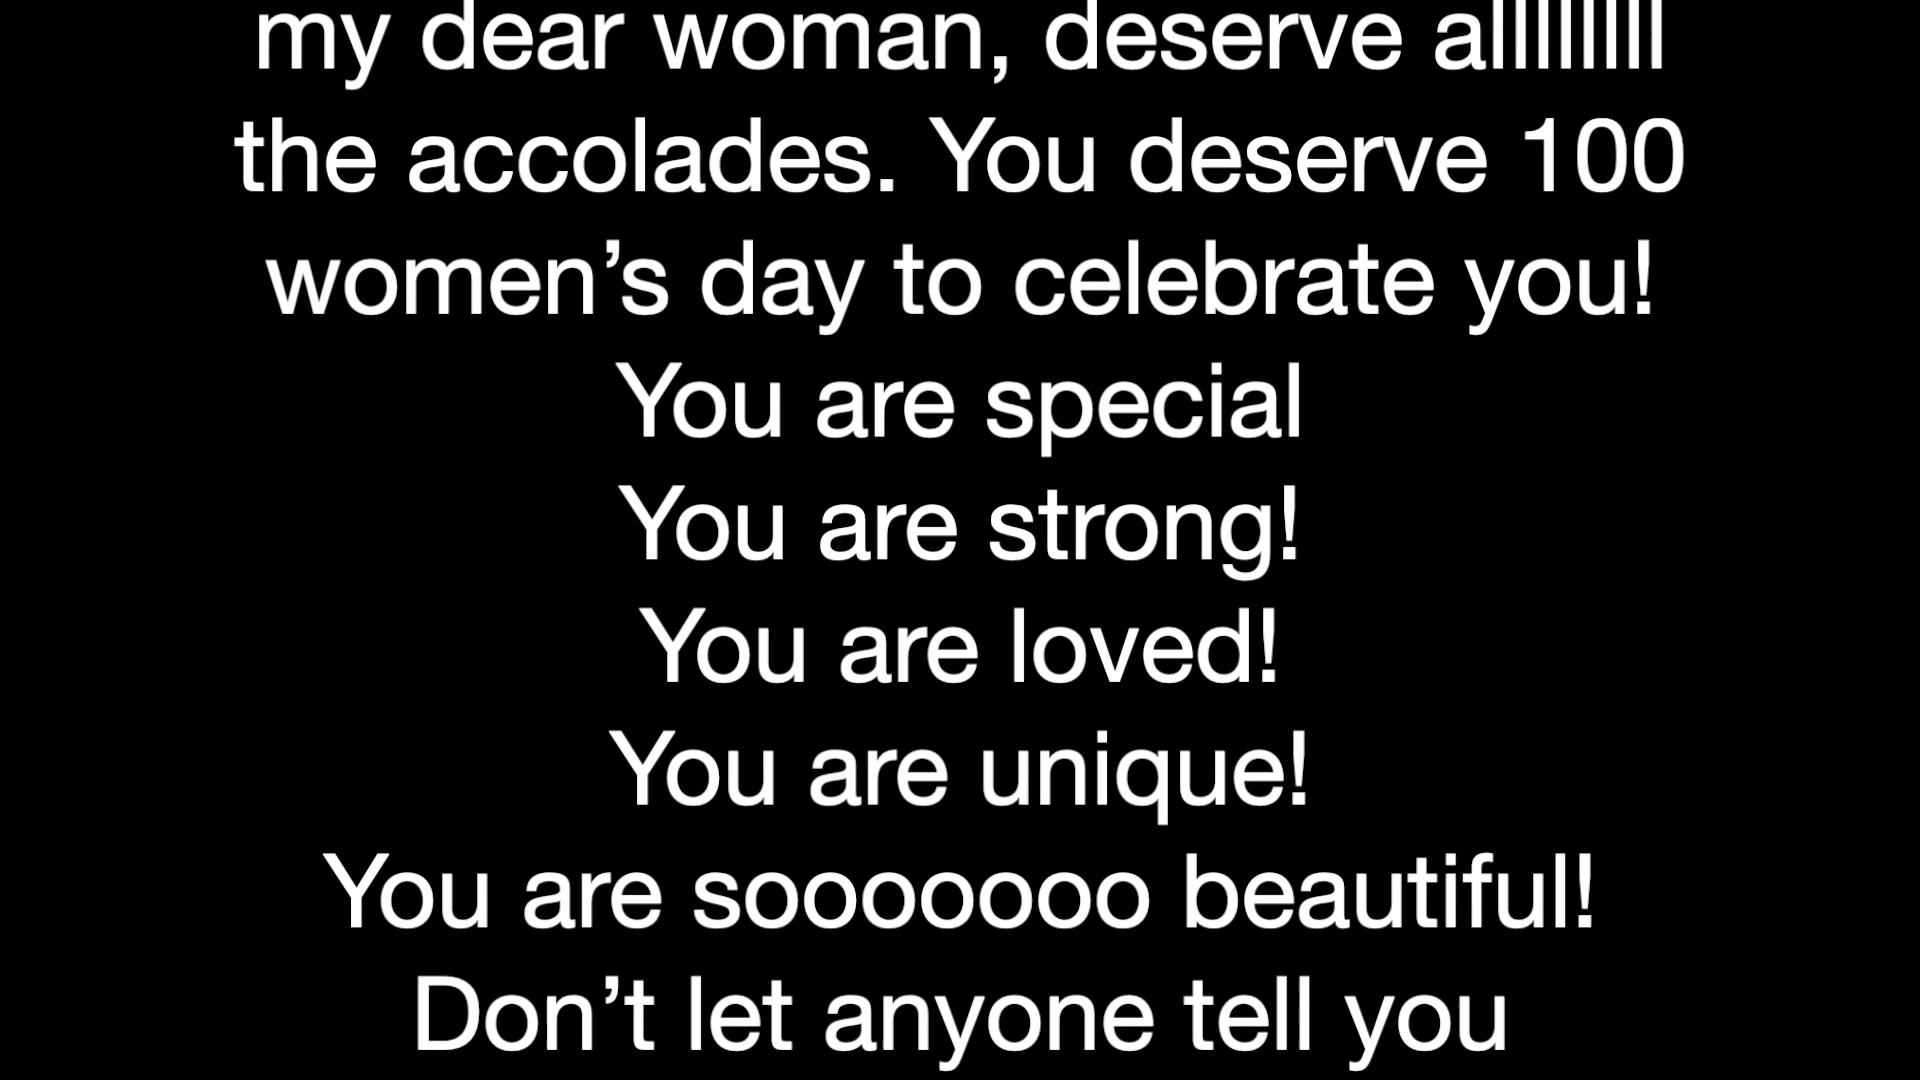 my dear woman, deserve allllllll
the accolades. You deserve 100
women’s day to celebrate you!
You are special
You are strong!
You are loved!
You are unique!
You are sooooooo beautiful!
Don’t let anyone tell you